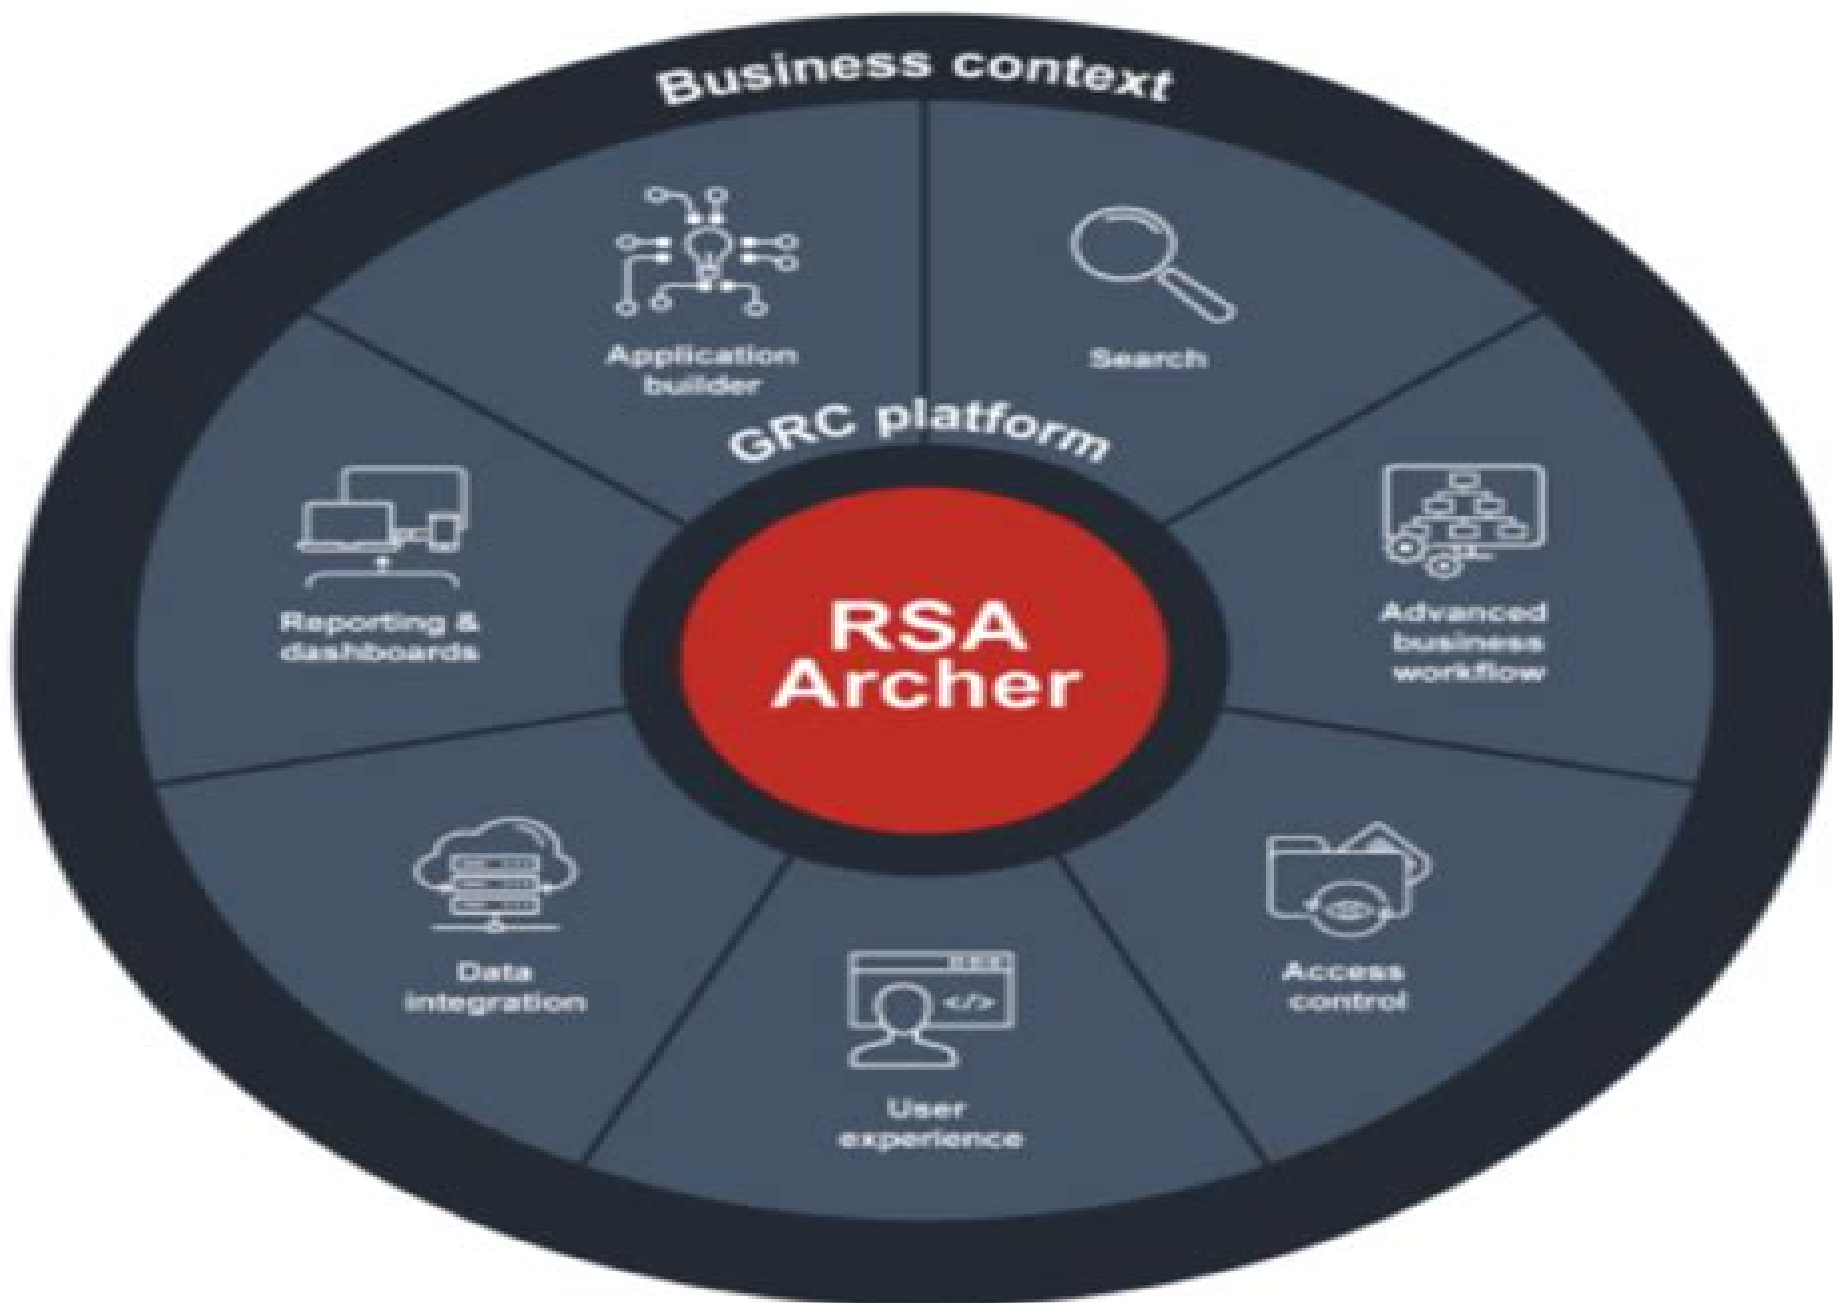 Business context
Application
builder
Search
GRC platform
Reporting &
dashboards
RSA
Archer
Advanced
business
workflow
Data
integration
Access
control
User
experience
</>